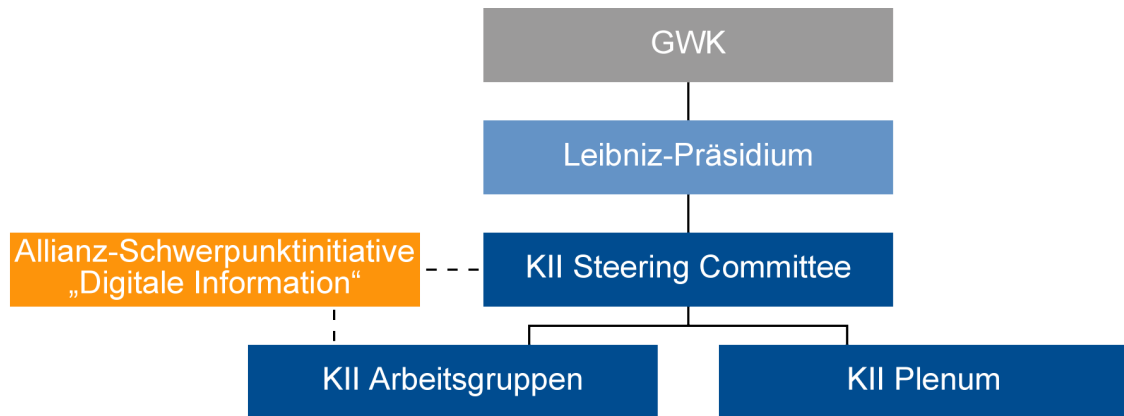 GWK
Leibniz-Präsidium
Allianz-Schwerpunktinitiative
„Digitale Information“
KII Steering Committee
KII Arbeitsgruppen
KII Plenum